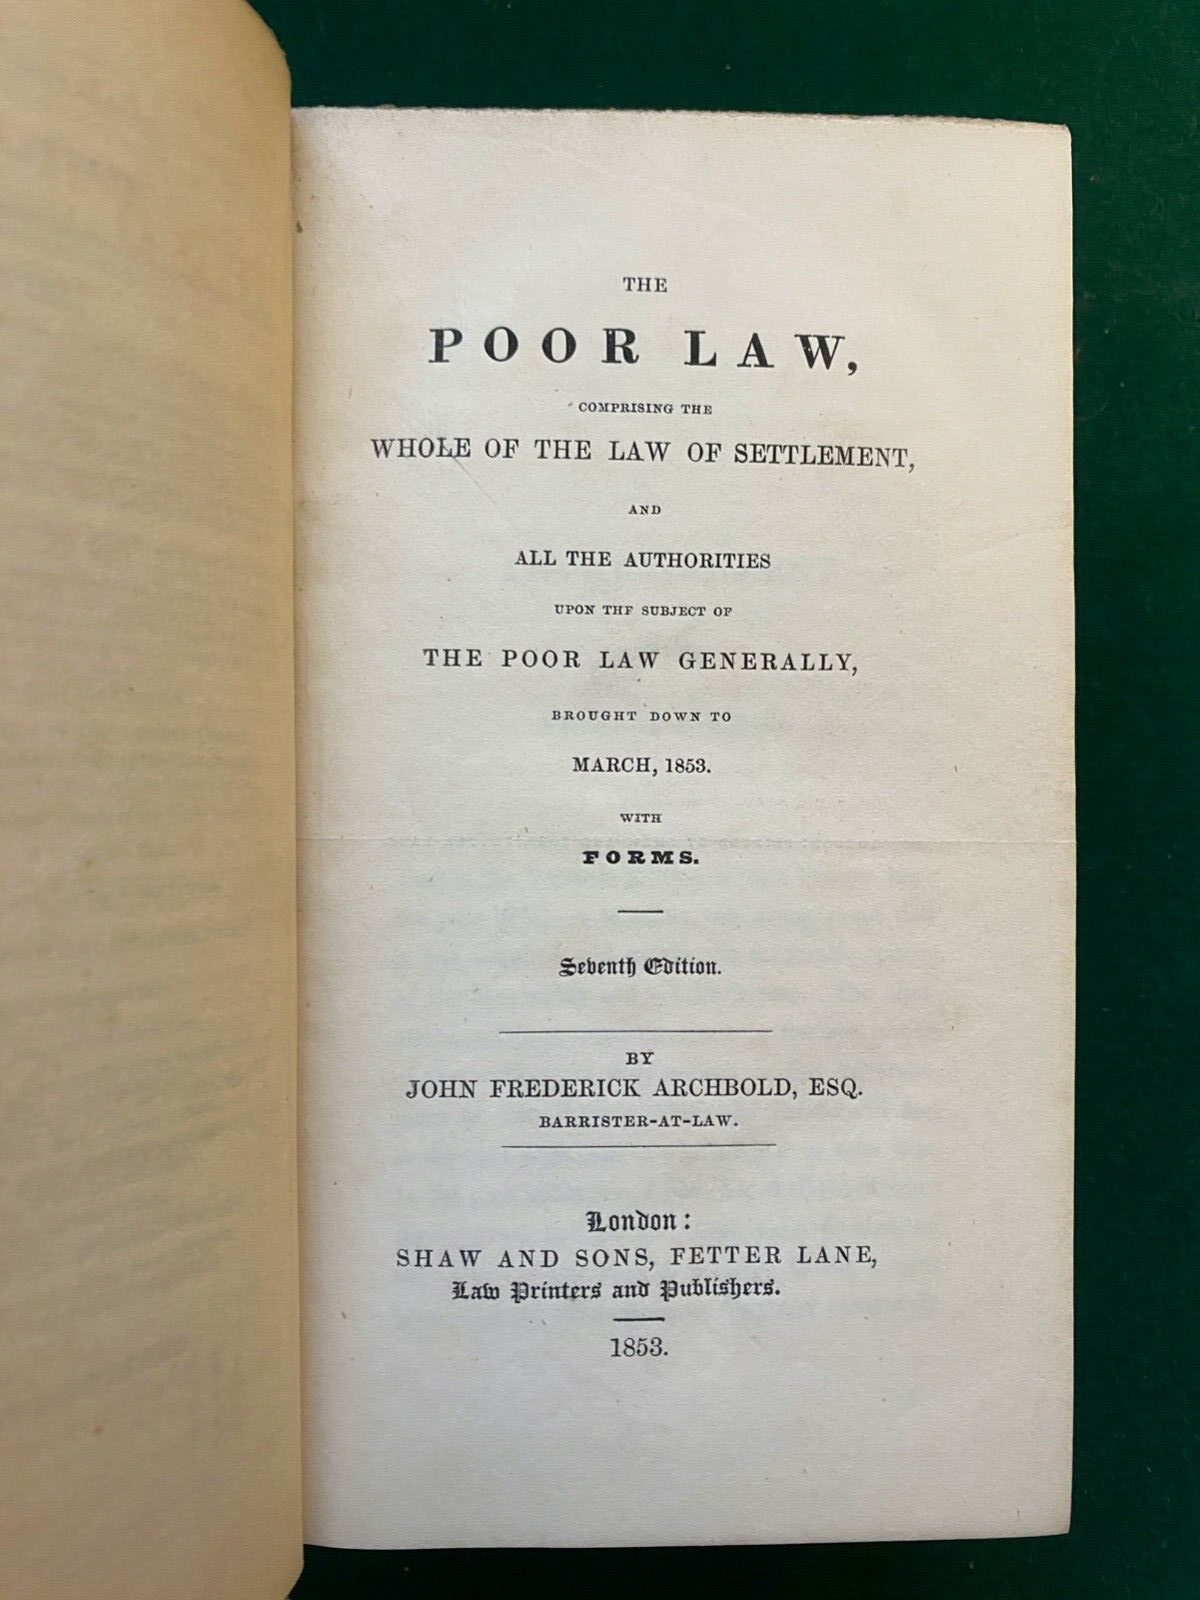 THE
POOR LAW,
COMPRISING THE
WHOLE OF THE LAW OF SETTLEMENT,
AND
ALL THE AUTHORITIES
UPON THE SUBJECT OF
THE POOR LAW GENERALLY,
BROUGHT DOWN TO
MARCH, 1853.
WITH
FORMS.
Seventh Edition.
BY
JOHN FREDERICK ARCHBOLD, ESQ.
BARRISTER-AT-LAW.
London:
SHAW AND SONS, FETTER LANE,
Law Printers and Publishers.
1853.